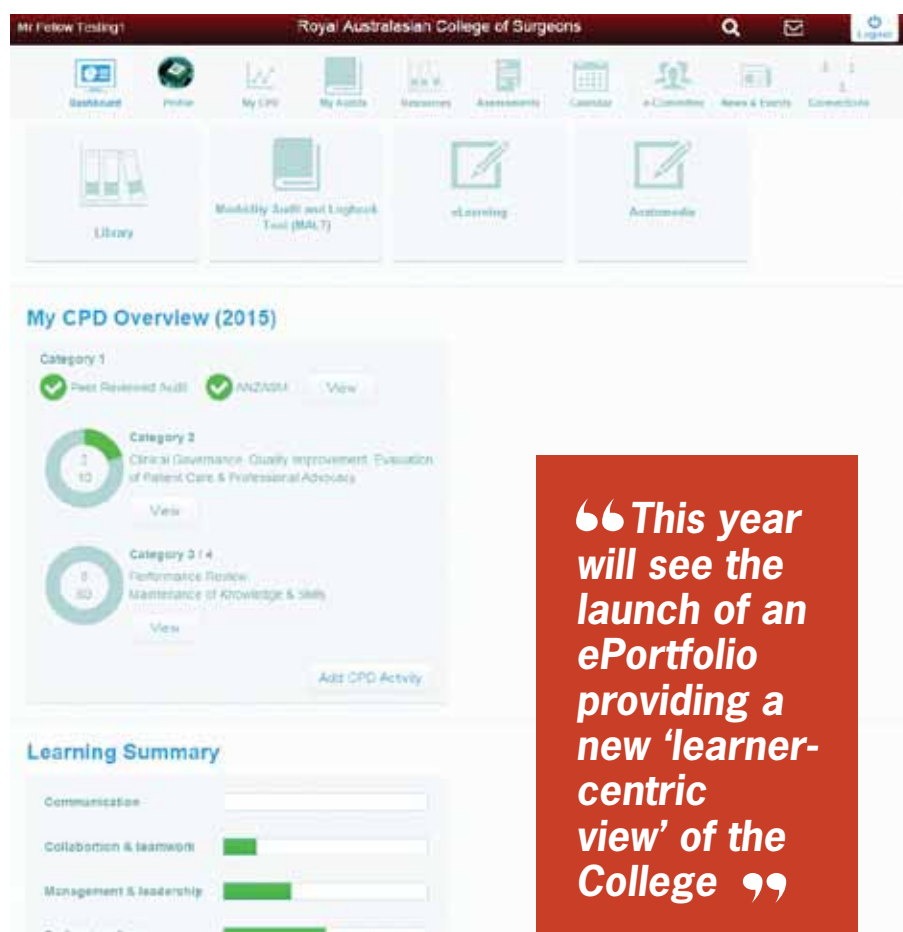 Mr Fellow Testing1
Royal Australasian College of Surgeons
Logout
Dashboard
Profile
My CPD
My Audits
Resources
Assessments
Calendar
e-Committee
News & Events
Connections
Library
Morbidity Audit and Logbook
Tool (MALT)
eLearning
Acatomedia
My CPD Overview (2015)
Category 1
Peer Reviewed Audit
ANZASM
View
Category 2
Clinical Governance, Quality Improvement, Evaluation
of Patient Care & Professional Advocacy
2
10
View
Category 3 / 4
Performance Review
Maintenance of Knowledge & Skills
0
View
Add CPD Activity
Learning Summary
Communication
Collabortion & teamwork
Management & leadership
“This year
will see the
launch of an
ePortfolio
providing a
new ‘learner-
centric
view’ of the
College ”